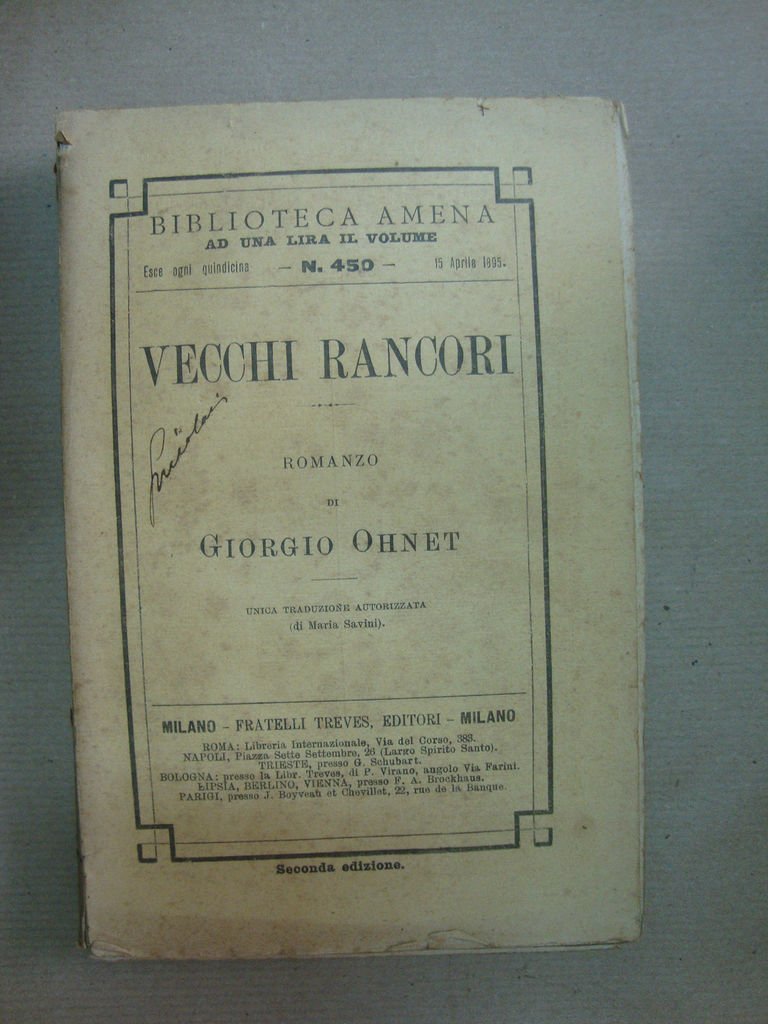 BIBLIOTECA AMENA
AD UNA LIRA IL VOLUME
Esce ogni quindicina — N. 450 — 15 Aprile 1895.
VECCHI RANCORI
ROMANZO
DI
GIORGIO OHNET
UNICA TRADUZIONE AUTORIZZATA
(di Maria Savini).
MILANO - FRATELLI TREVES, EDITORI - MILANO
ROMA: Libreria Internazionale, Via del Corso, 383.
NAPOLI, Piazza Sette Settembre, 26 (Largo Spirito Santo).
TRIESTE, presso G. Schubart.
BOLOGNA: presso la Libr. Treves, di P. Virano, angolo Via Farini.
LIPSIA, BERLINO, VIENNA, presso F. A. Brockhaus.
PARIGI, presso J. Boyveau et Chevillet, 22, rue de la Banque.
Seconda edizione.